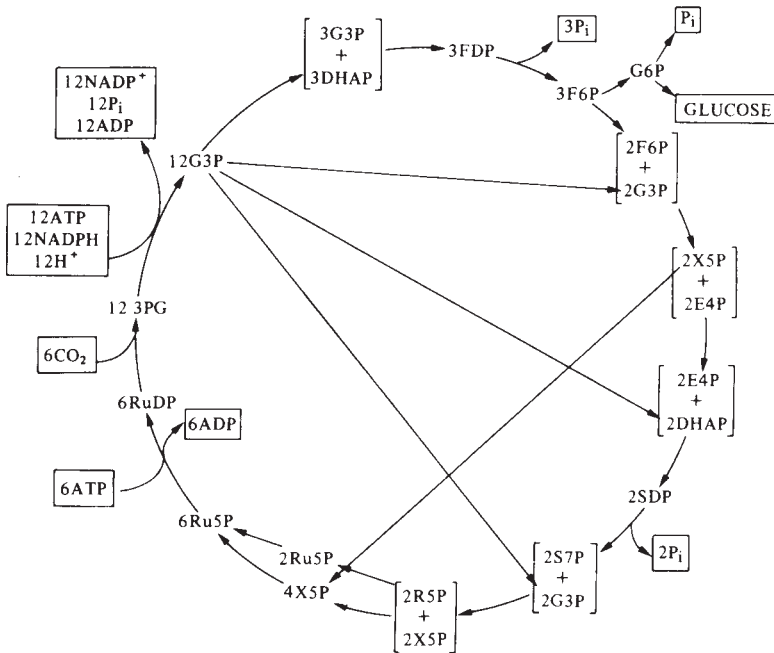 3G3P
+
3DHAP
3FDP
3Pi
3F6P
G6P
Pi
GLUCOSE
2F6P
+
2G3P
2X5P
+
2E4P
2E4P
+
2DHAP
2SDP
2Pi
2S7P
+
2G3P
2R5P
+
2X5P
4X5P
2Ru5P
6Ru5P
6ATP
6ADP
6RuDP
6CO₂
12 3PG
12ATP
12NADPH
12H⁺
12NADP⁺
12Pi
12ADP
12G3P